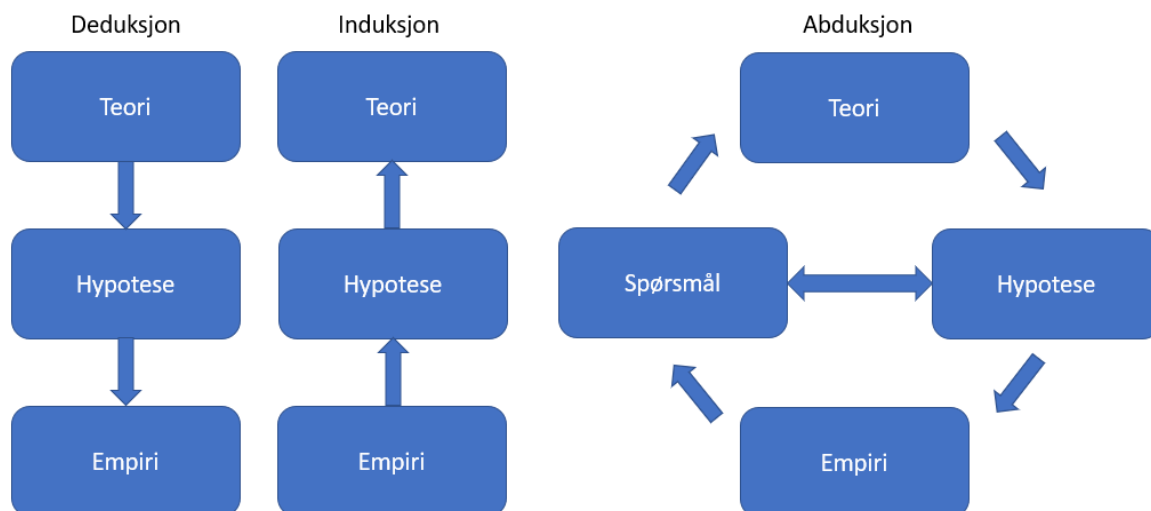 Deduksjon
Teori
Hypotese
Empiri
Induksjon
Teori
Hypotese
Empiri
Abduksjon
Teori
Spørsmål
Hypotese
Empiri